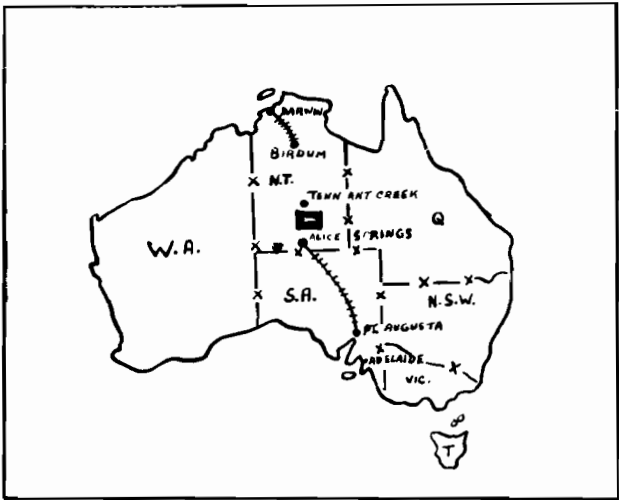 DARWIN
BIRDUM
N.T.
TENNANT CREEK
Q
ALICE SPRINGS
W.A.
S.A.
N.S.W.
PT. AUGUSTA
ADELAIDE
VIC.
T